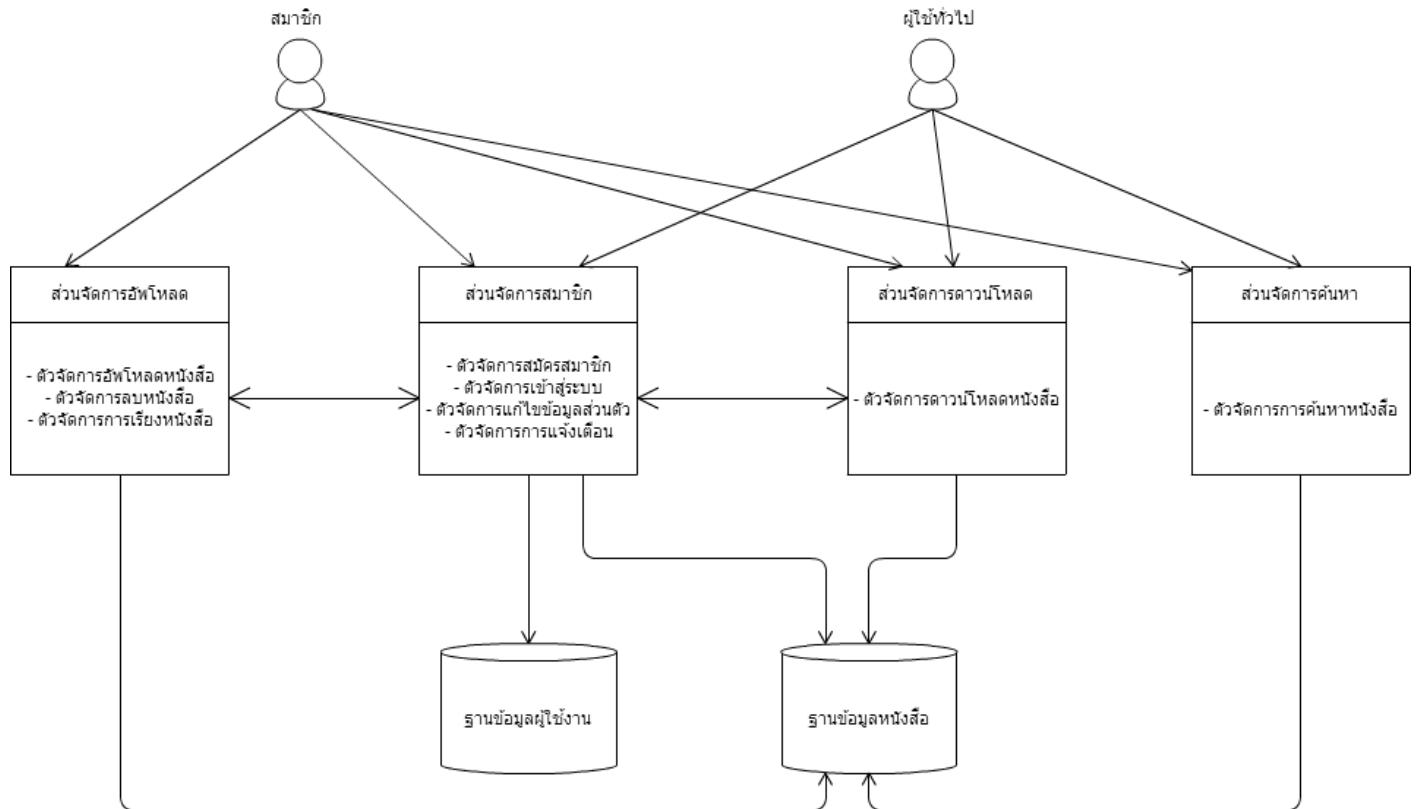 สมาชิก
ผู้ใช้ทั่วไป
ส่วนจัดการอัพโหลด
- ตัวจัดการอัพโหลดหนังสือ
- ตัวจัดการลบหนังสือ
- ตัวจัดการการเรียงหนังสือ
ส่วนจัดการสมาชิก
- ตัวจัดการสมัครสมาชิก
- ตัวจัดการเข้าสู่ระบบ
- ตัวจัดการแก้ไขข้อมูลส่วนตัว
- ตัวจัดการการแจ้งเตือน
ส่วนจัดการดาวน์โหลด
- ตัวจัดการดาวน์โหลดหนังสือ
ส่วนจัดการค้นหา
- ตัวจัดการการค้นหาหนังสือ
ฐานข้อมูลผู้ใช้งาน
ฐานข้อมูลหนังสือ